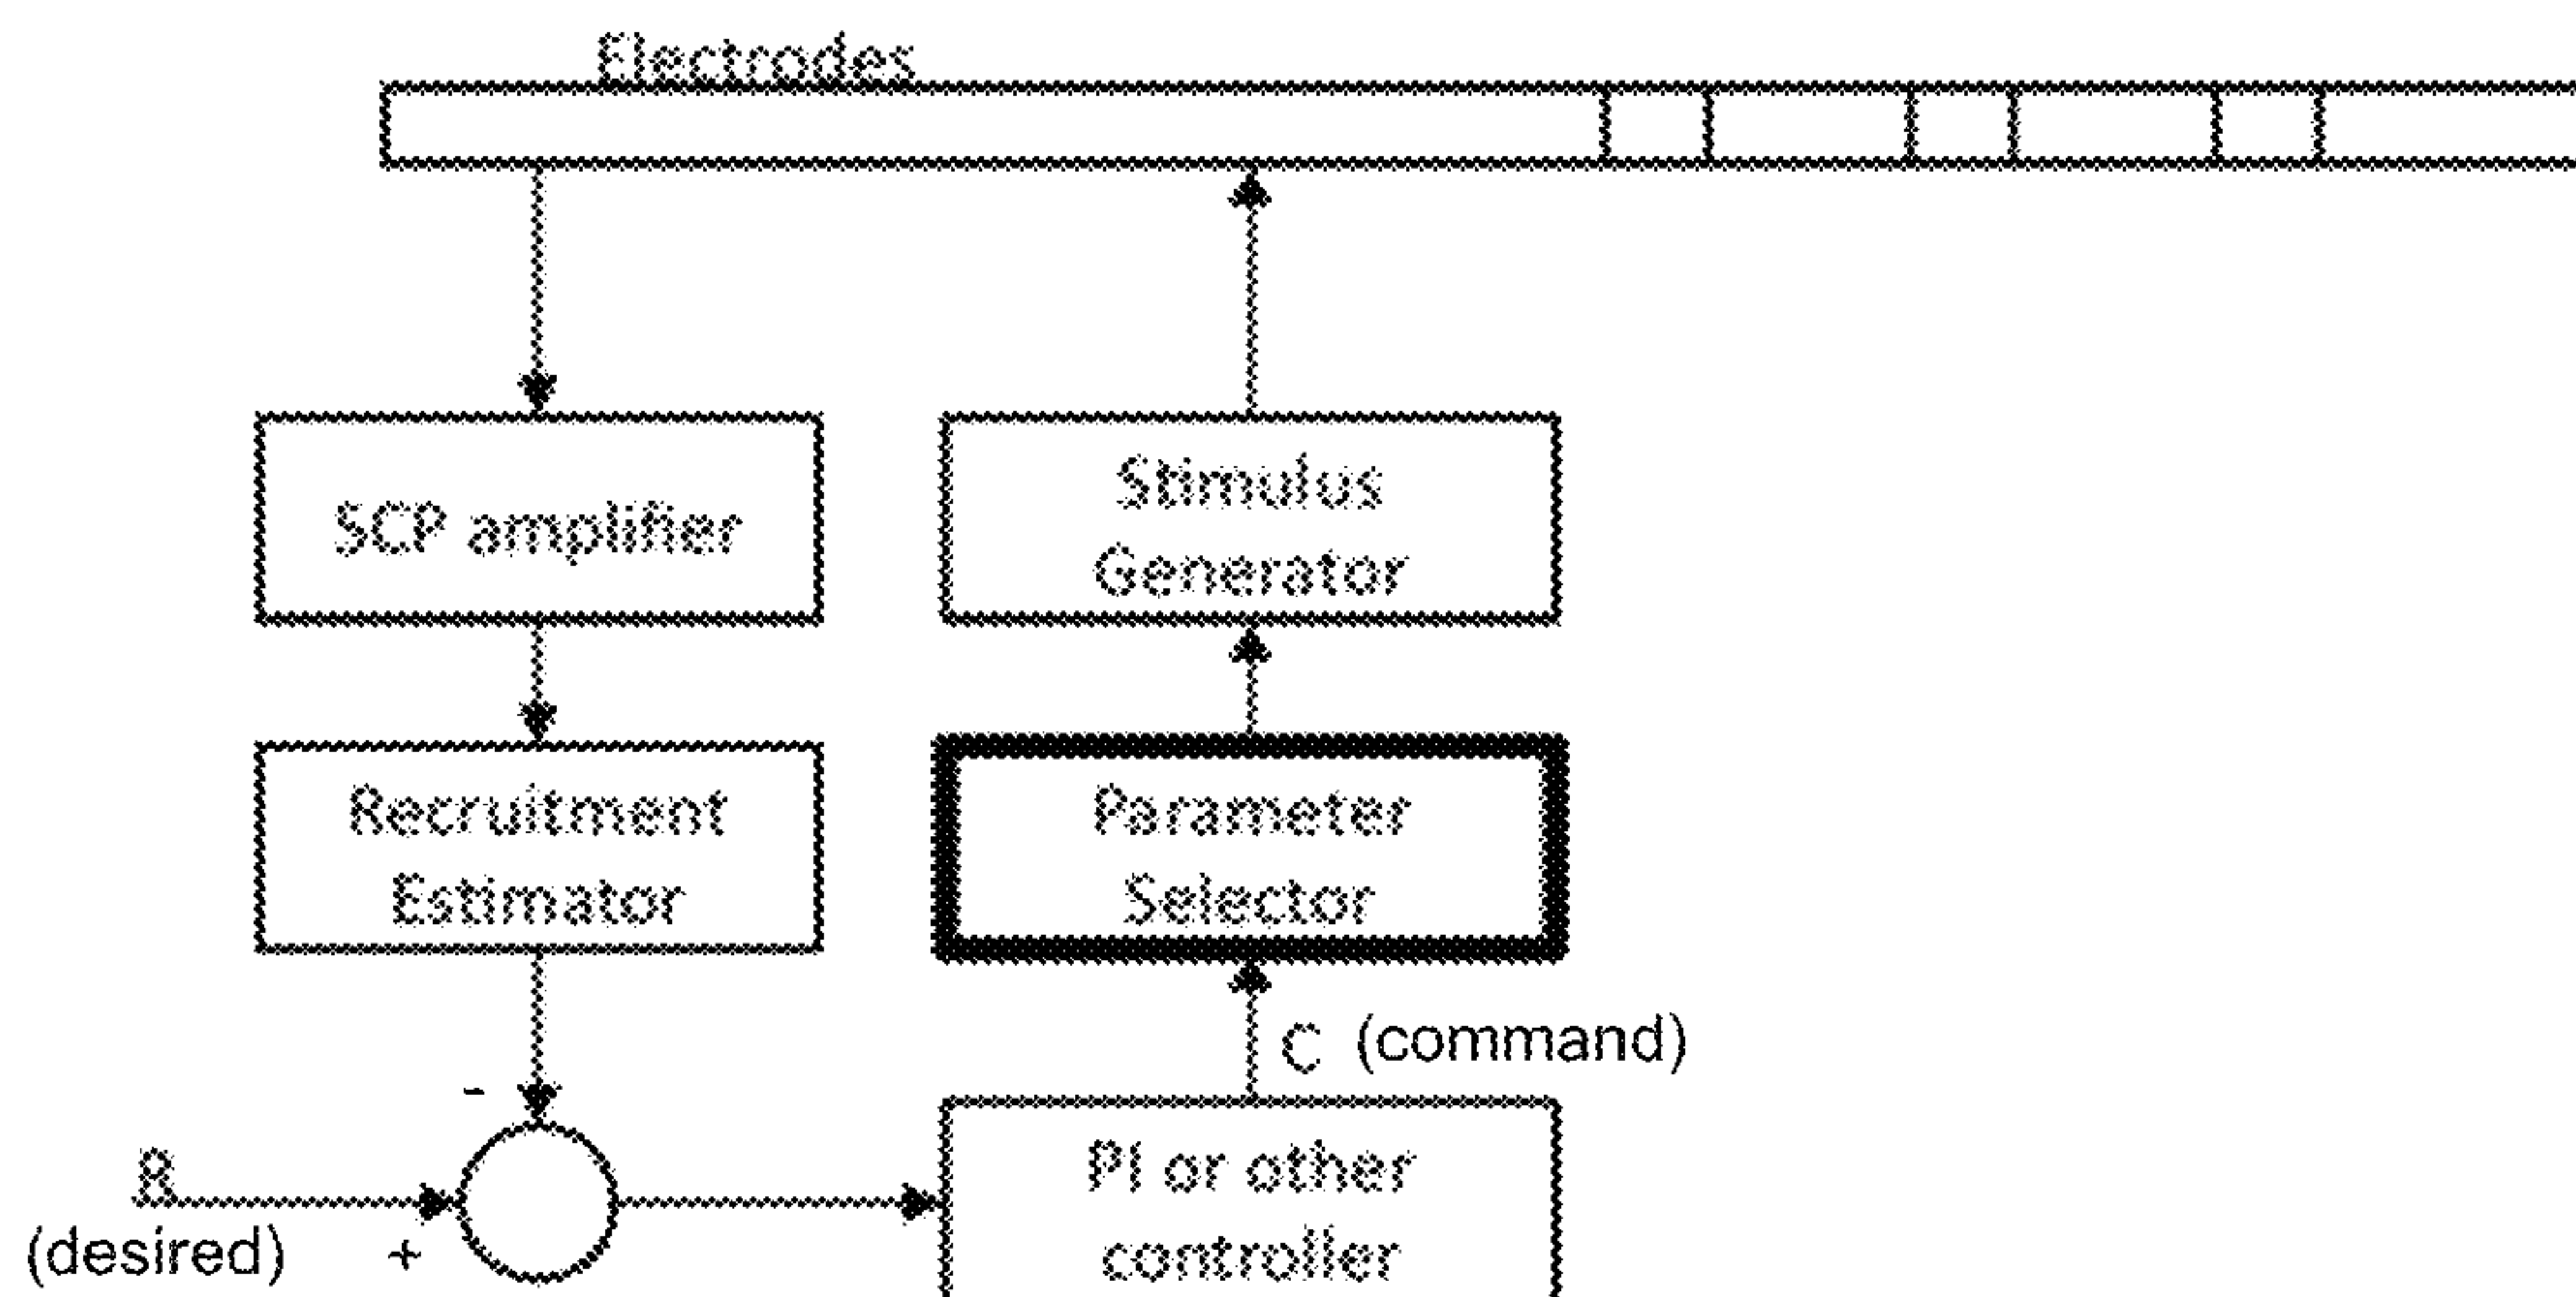 Electrodes
SCP amplifier
Stimulus
Generator
Recruitment
Estimator
Parameter
Selector
C (command)
-
R
(desired)
+
PI or other
controller